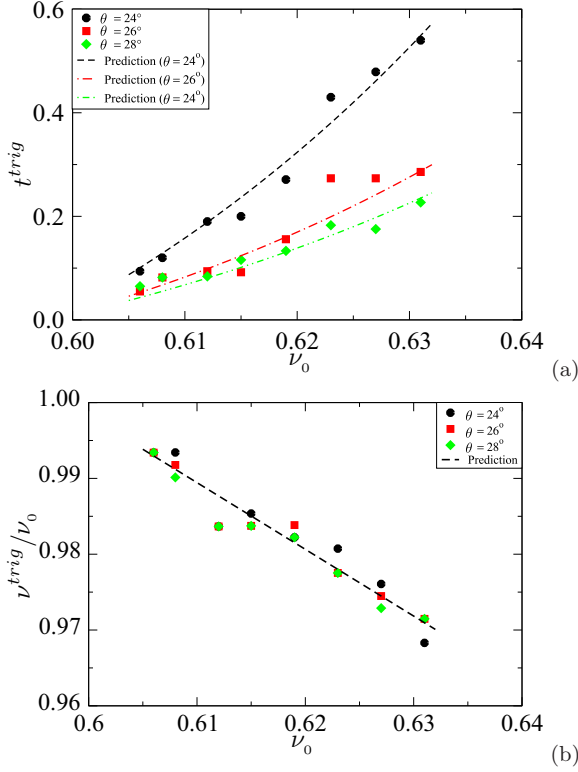 0.6
θ = 24°
θ = 26°
θ = 28°
Prediction (θ = 24°)
Prediction (θ = 26°)
Prediction (θ = 24°)
0.4
t^trig
0.2
0.0
0.60 0.61 0.62 0.63 0.64
ν₀
(a)
1.00
θ = 24°
θ = 26°
θ = 28°
Prediction
0.99
ν^trig/ν₀
0.98
0.97
0.96
0.6 0.61 0.62 0.63 0.64
ν₀
(b)